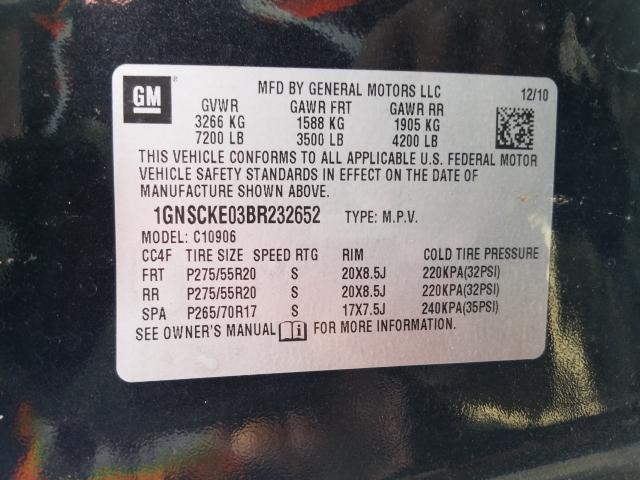 GM
MFD BY GENERAL MOTORS LLC 12/10
GVWR GAWR FRT GAWR RR
3266 KG 1588 KG 1905 KG
7200 LB 3500 LB 4200 LB
THIS VEHICLE CONFORMS TO ALL APPLICABLE U.S. FEDERAL MOTOR
VEHICLE SAFETY STANDARDS IN EFFECT ON THE DATE OF
MANUFACTURE SHOWN ABOVE.
1GNSCKE03BR232652 TYPE: M.P.V.
MODEL: C10906
CC4F TIRE SIZE SPEED RTG RIM COLD TIRE PRESSURE
FRT P275/55R20 S 20X8.5J 220KPA(32PSI)
RR P275/55R20 S 20X8.5J 220KPA(32PSI)
SPA P265/70R17 S 17X7.5J 240KPA(35PSI)
SEE OWNER'S MANUAL i FOR MORE INFORMATION.